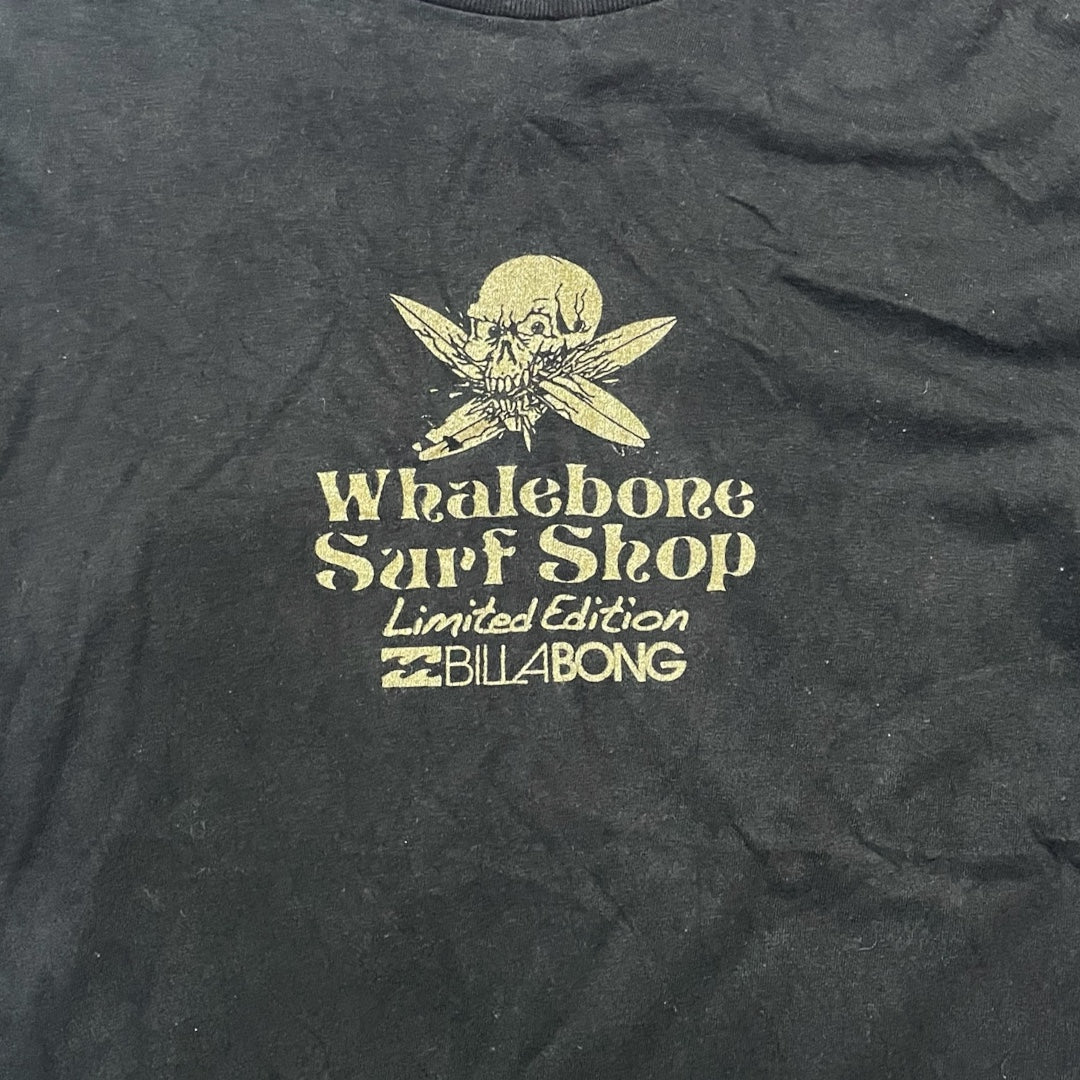 Whalebone
Surf Shop
Limited Edition
BILLABONG